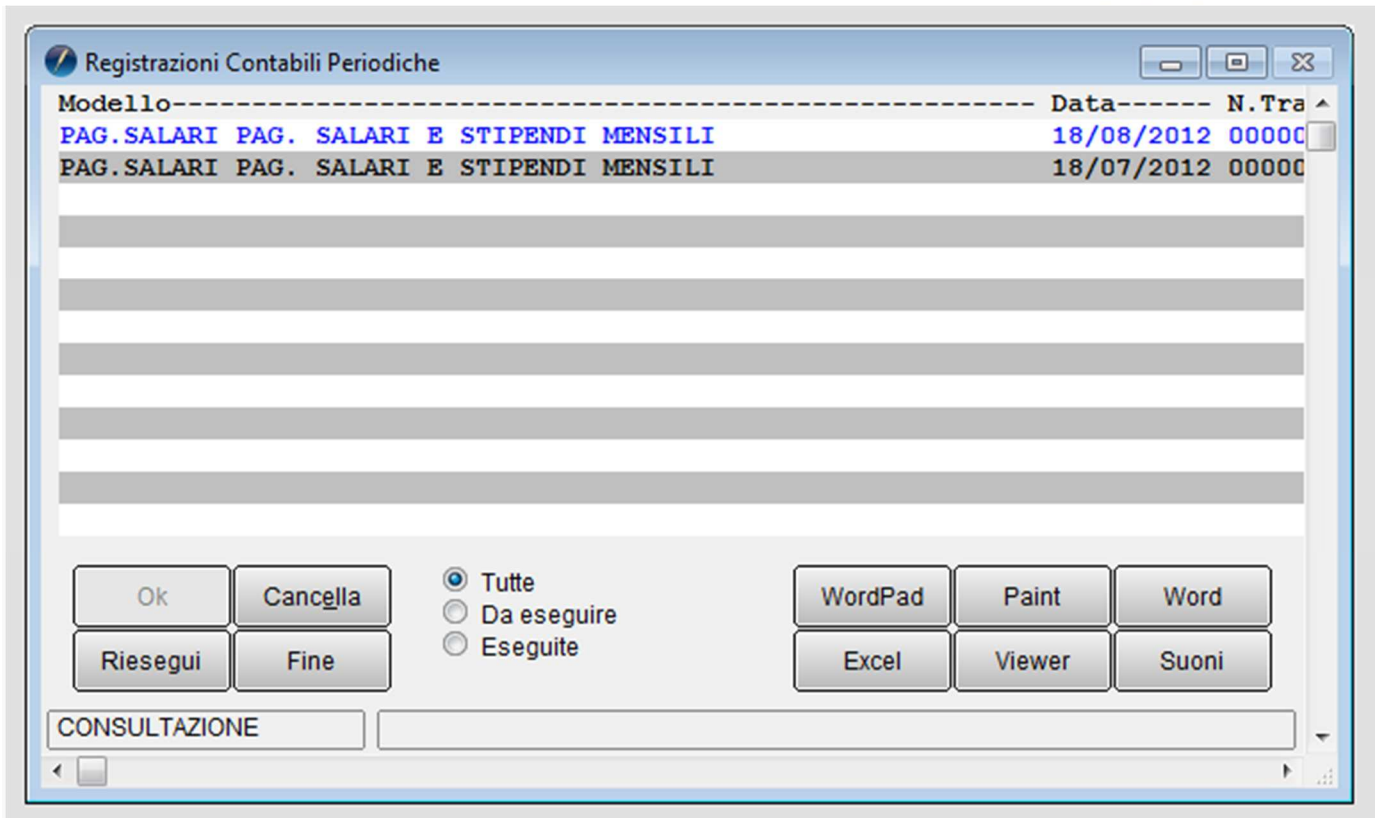 Registrazioni Contabili Periodiche
Modello------------------------------------------------------ Data------ N.Tra
PAG.SALARI PAG. SALARI E STIPENDI MENSILI 18/08/2012 00000
PAG.SALARI PAG. SALARI E STIPENDI MENSILI 18/07/2012 00000
Ok Cancella Tutte WordPad Paint Word
Da eseguire
Riesegui Fine Eseguite Excel Viewer Suoni
CONSULTAZIONE